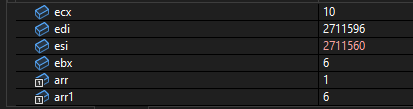 ecx 10
edi 2711596
esi 2711560
ebx 6
arr 1
arr1 6